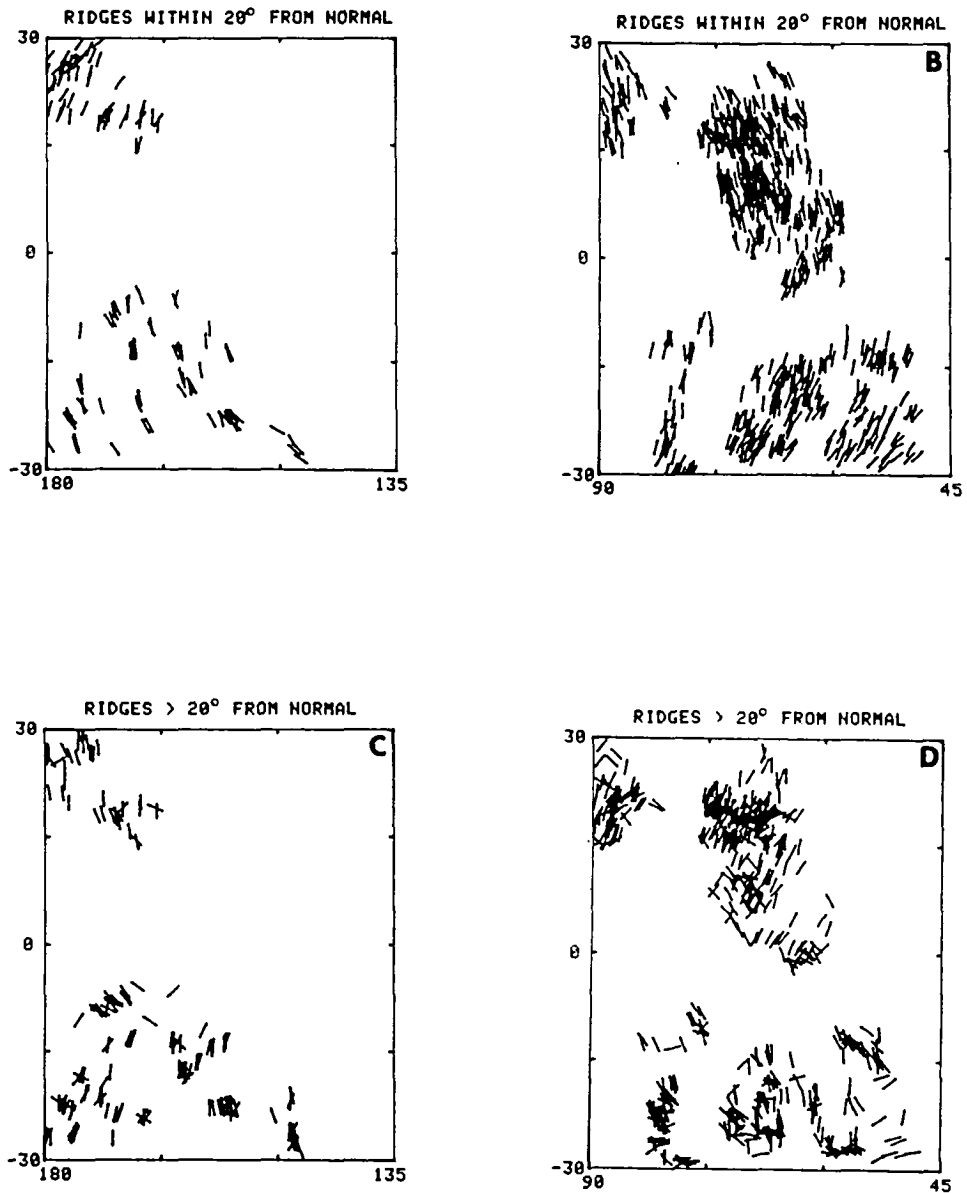 RIDGES WITHIN 20° FROM NORMAL
30
0
-30
180
135
RIDGES WITHIN 20° FROM NORMAL
B
30
0
-30
90
45
RIDGES > 20° FROM NORMAL
C
30
0
-30
180
135
RIDGES > 20° FROM NORMAL
D
30
0
-30
90
45